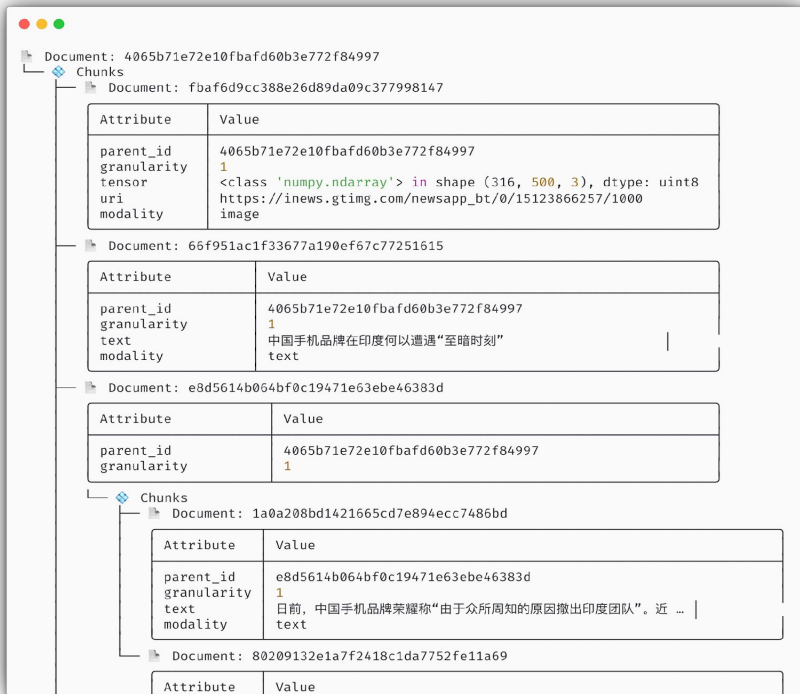 Document: 4065b71e72e10fbafd60b3e772f84997
Chunks
Document: fbaf6d9cc388e26d89da09c377998147
Attribute Value
parent_id 4065b71e72e10fbafd60b3e772f84997
granularity 1
tensor <class 'numpy.ndarray'> in shape (316, 500, 3), dtype: uint8
uri https://inews.gtimg.com/newsapp_bt/0/15123866257/1000
modality image
Document: 66f951ac1f33677a190ef67c77251615
Attribute Value
parent_id 4065b71e72e10fbafd60b3e772f84997
granularity 1
text 中国手机品牌在印度何以遭遇“至暗时刻”
modality text
Document: e8d5614b064bf0c19471e63ebe46383d
Attribute Value
parent_id 4065b71e72e10fbafd60b3e772f84997
granularity 1
Chunks
Document: 1a0a208bd1421665cd7e894ecc7486bd
Attribute Value
parent_id e8d5614b064bf0c19471e63ebe46383d
granularity 1
text 日前，中国手机品牌荣耀称“由于众所周知的原因撤出印度团队”。近 …
modality text
Document: 80209132e1a7f2418c1da7752fe11a69
Attribute Value